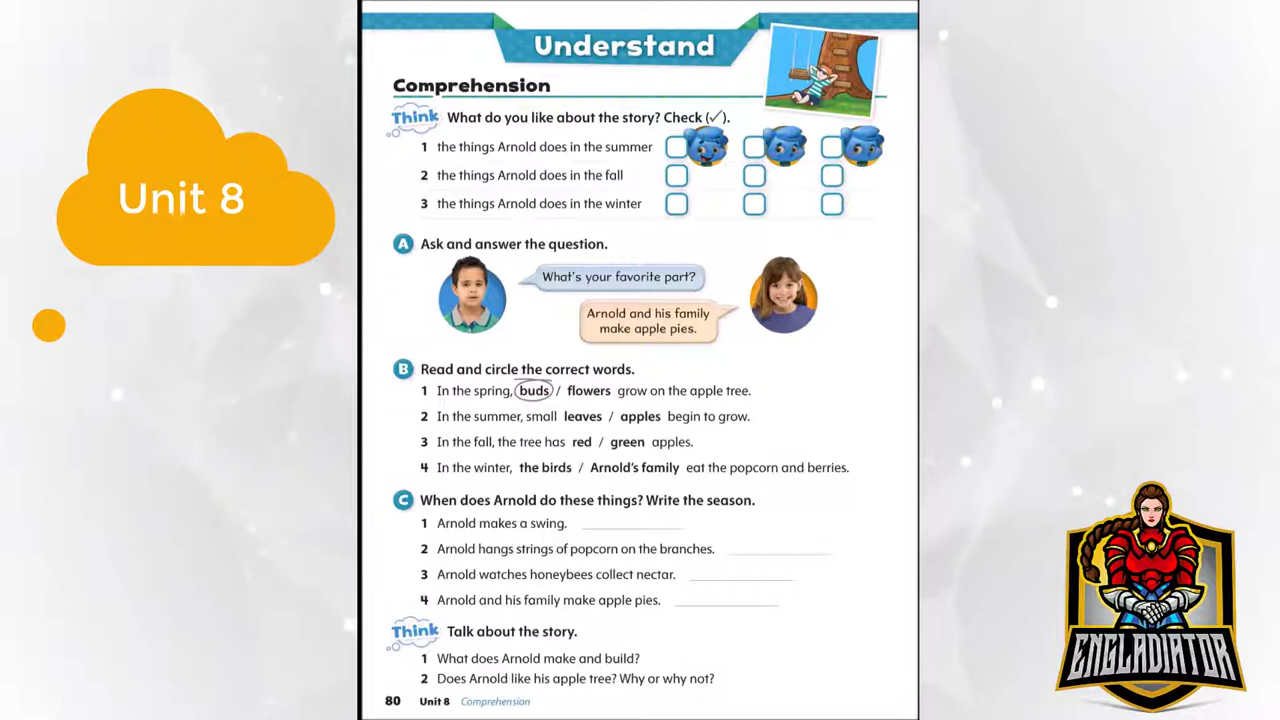 Unit 8
Understand
Comprehension
Think What do you like about the story? Check (✓).
1 the things Arnold does in the summer
2 the things Arnold does in the fall
3 the things Arnold does in the winter
A Ask and answer the question.
What's your favorite part?
Arnold and his family
make apple pies.
B Read and circle the correct words.
1 In the spring, buds / flowers grow on the apple tree.
2 In the summer, small leaves / apples begin to grow.
3 In the fall, the tree has red / green apples.
4 In the winter, the birds / Arnold's family eat the popcorn and berries.
C When does Arnold do these things? Write the season.
1 Arnold makes a swing.
2 Arnold hangs strings of popcorn on the branches.
3 Arnold watches honeybees collect nectar.
4 Arnold and his family make apple pies.
Think Talk about the story.
1 What does Arnold make and build?
2 Does Arnold like his apple tree? Why or why not?
80 Unit 8 Comprehension
ENGLADIATOR